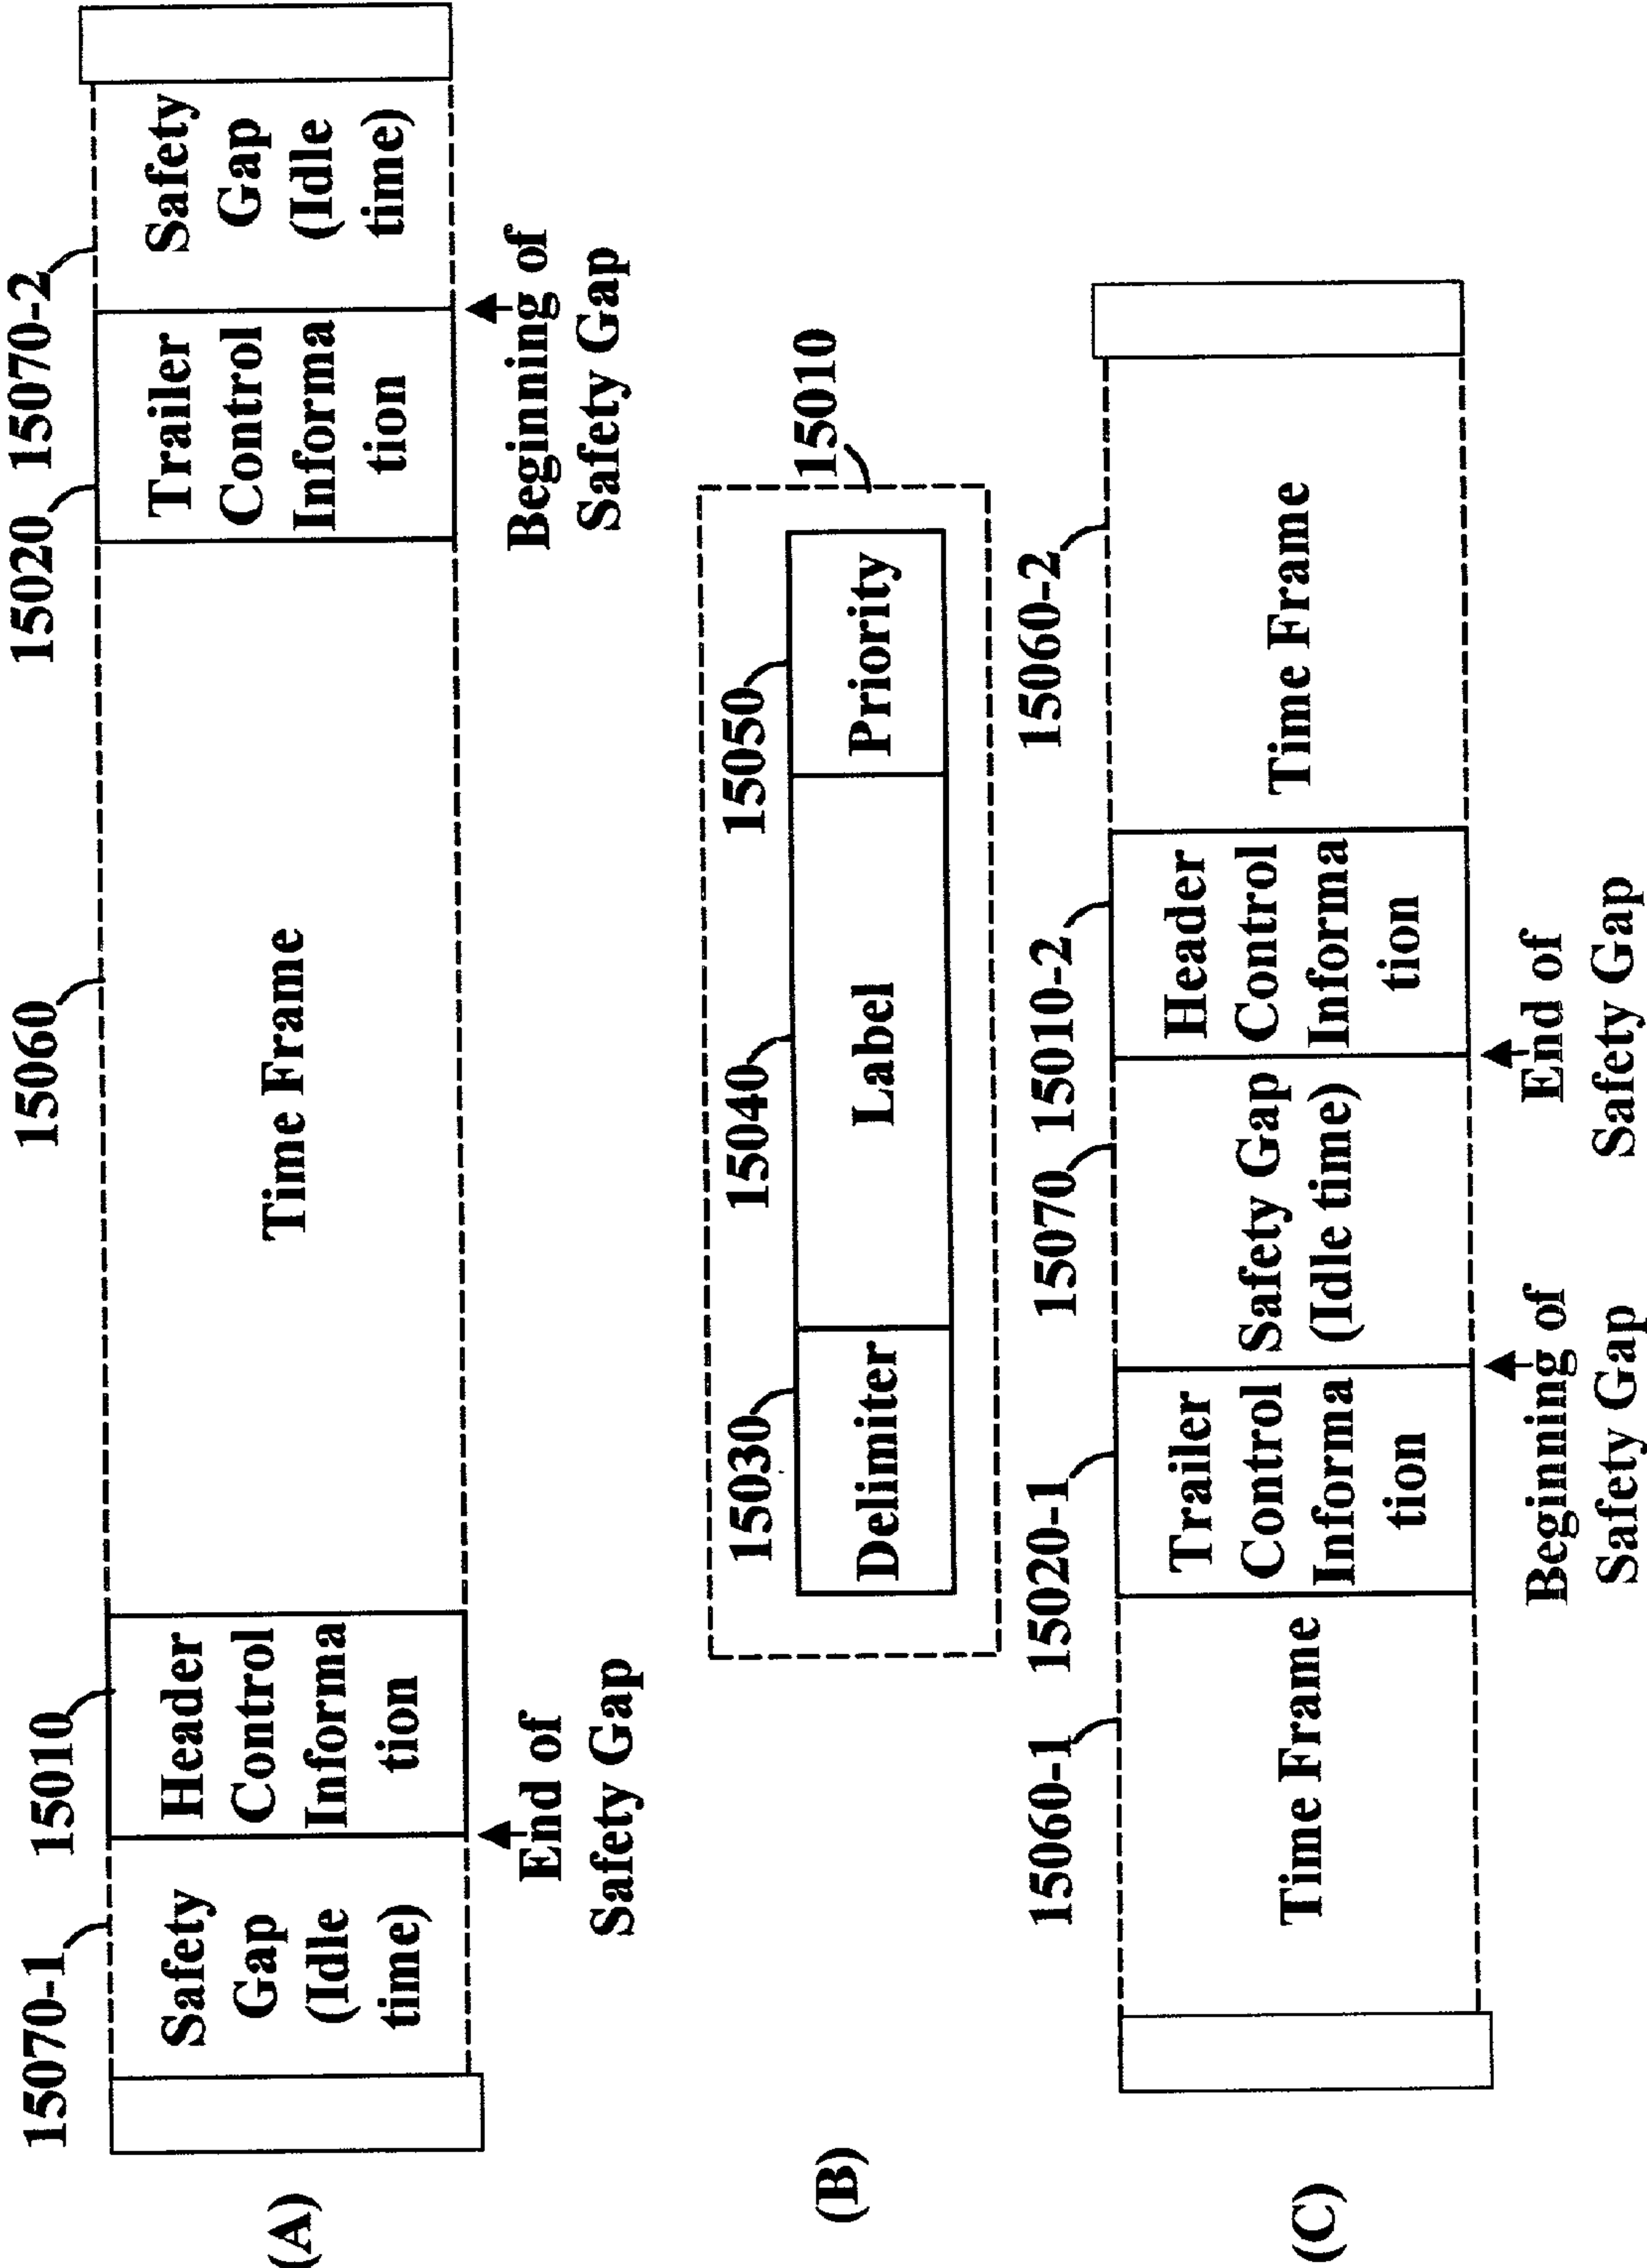 (A)
15070-1
15010
15060
15020
15070-2
Safety
Gap
(Idle
time)
Header
Control
Informa
tion
Time Frame
Trailer
Control
Informa
tion
Safety
Gap
(Idle
time)
End of
Safety Gap
Beginning of
Safety Gap
(B)
15030
15040
15050
15010
Delimiter
Label
Priority
(C)
15060-1
15020-1
15070
15010-2
15060-2
Time Frame
Trailer
Control
Informa
tion
Safety Gap
(Idle time)
Header
Control
Informa
tion
Time Frame
Beginning of
Safety Gap
End of
Safety Gap